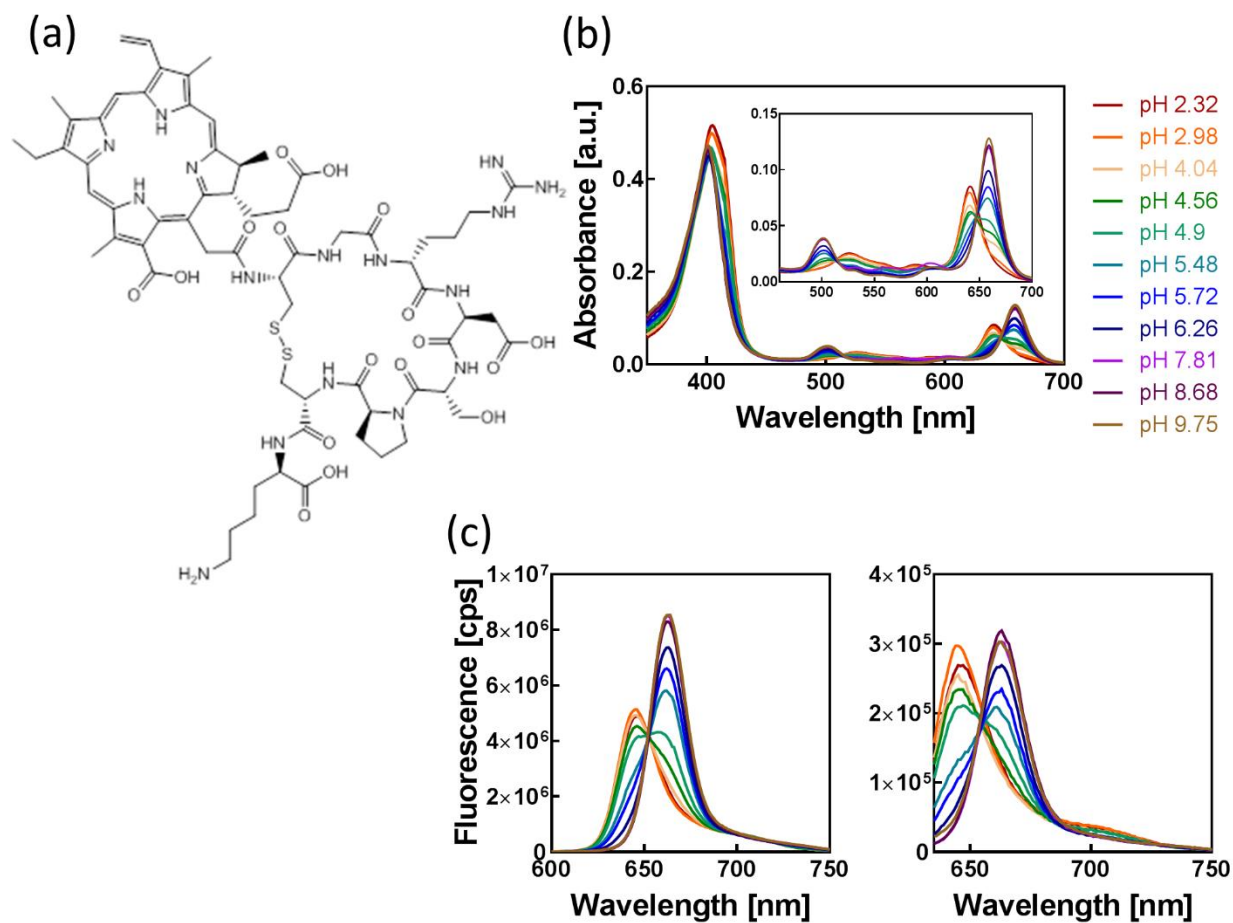 (a)
NH
N
N
HN
O
OH
O
OH
O
HN
O
NH
O
HN
NH
NH2
NH
O
NH
O
O
OH
NH
O
OH
O
N
O
NH
S
S
O
HN
O
OH
H2N
(b)
Absorbance [a.u.]
0.6
0.4
0.2
0.0
0.15
0.10
0.05
0.00
500
550
600
650
700
400
500
600
700
Wavelength [nm]
pH 2.32
pH 2.98
pH 4.04
pH 4.56
pH 4.9
pH 5.48
pH 5.72
pH 6.26
pH 7.81
pH 8.68
pH 9.75
(c)
Fluorescence [cps]
1×10⁷
8×10⁶
6×10⁶
4×10⁶
2×10⁶
0
600
650
700
750
Wavelength [nm]
4×10⁵
3×10⁵
2×10⁵
1×10⁵
0
650
700
750
Wavelength [nm]